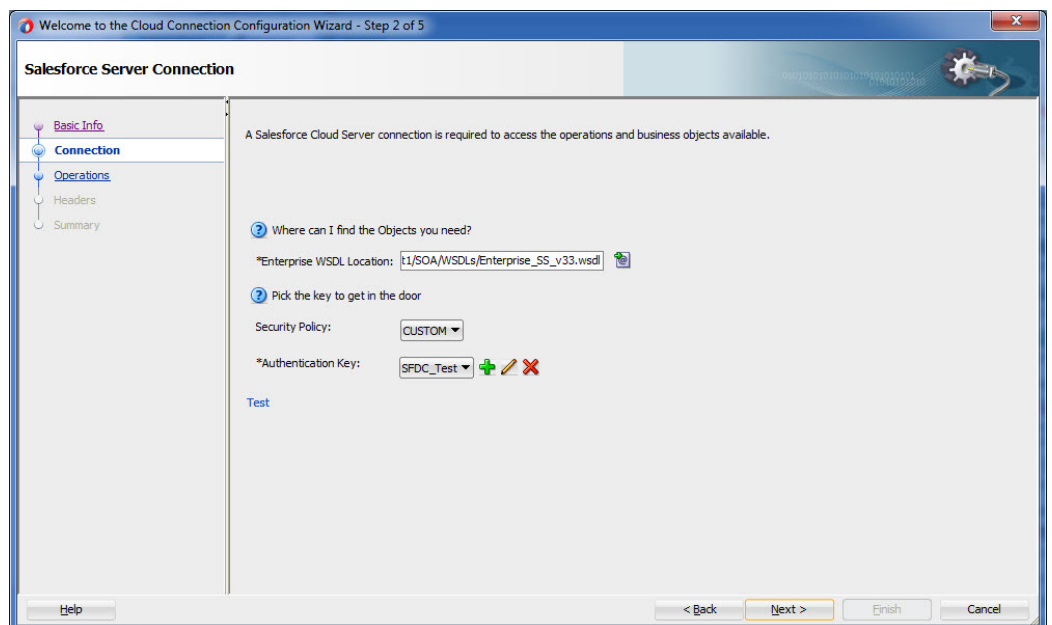 Welcome to the Cloud Connection Configuration Wizard - Step 2 of 5
Salesforce Server Connection
Basic Info
Connection
Operations
Headers
Summary
A Salesforce Cloud Server connection is required to access the operations and business objects available.
Where can I find the Objects you need?
*Enterprise WSDL Location: t1/SOA/WSDLs/Enterprise_SS_v33.wsdl
Pick the key to get in the door
Security Policy: CUSTOM
*Authentication Key: SFDC_Test
Test
Help < Back Next > Finish Cancel